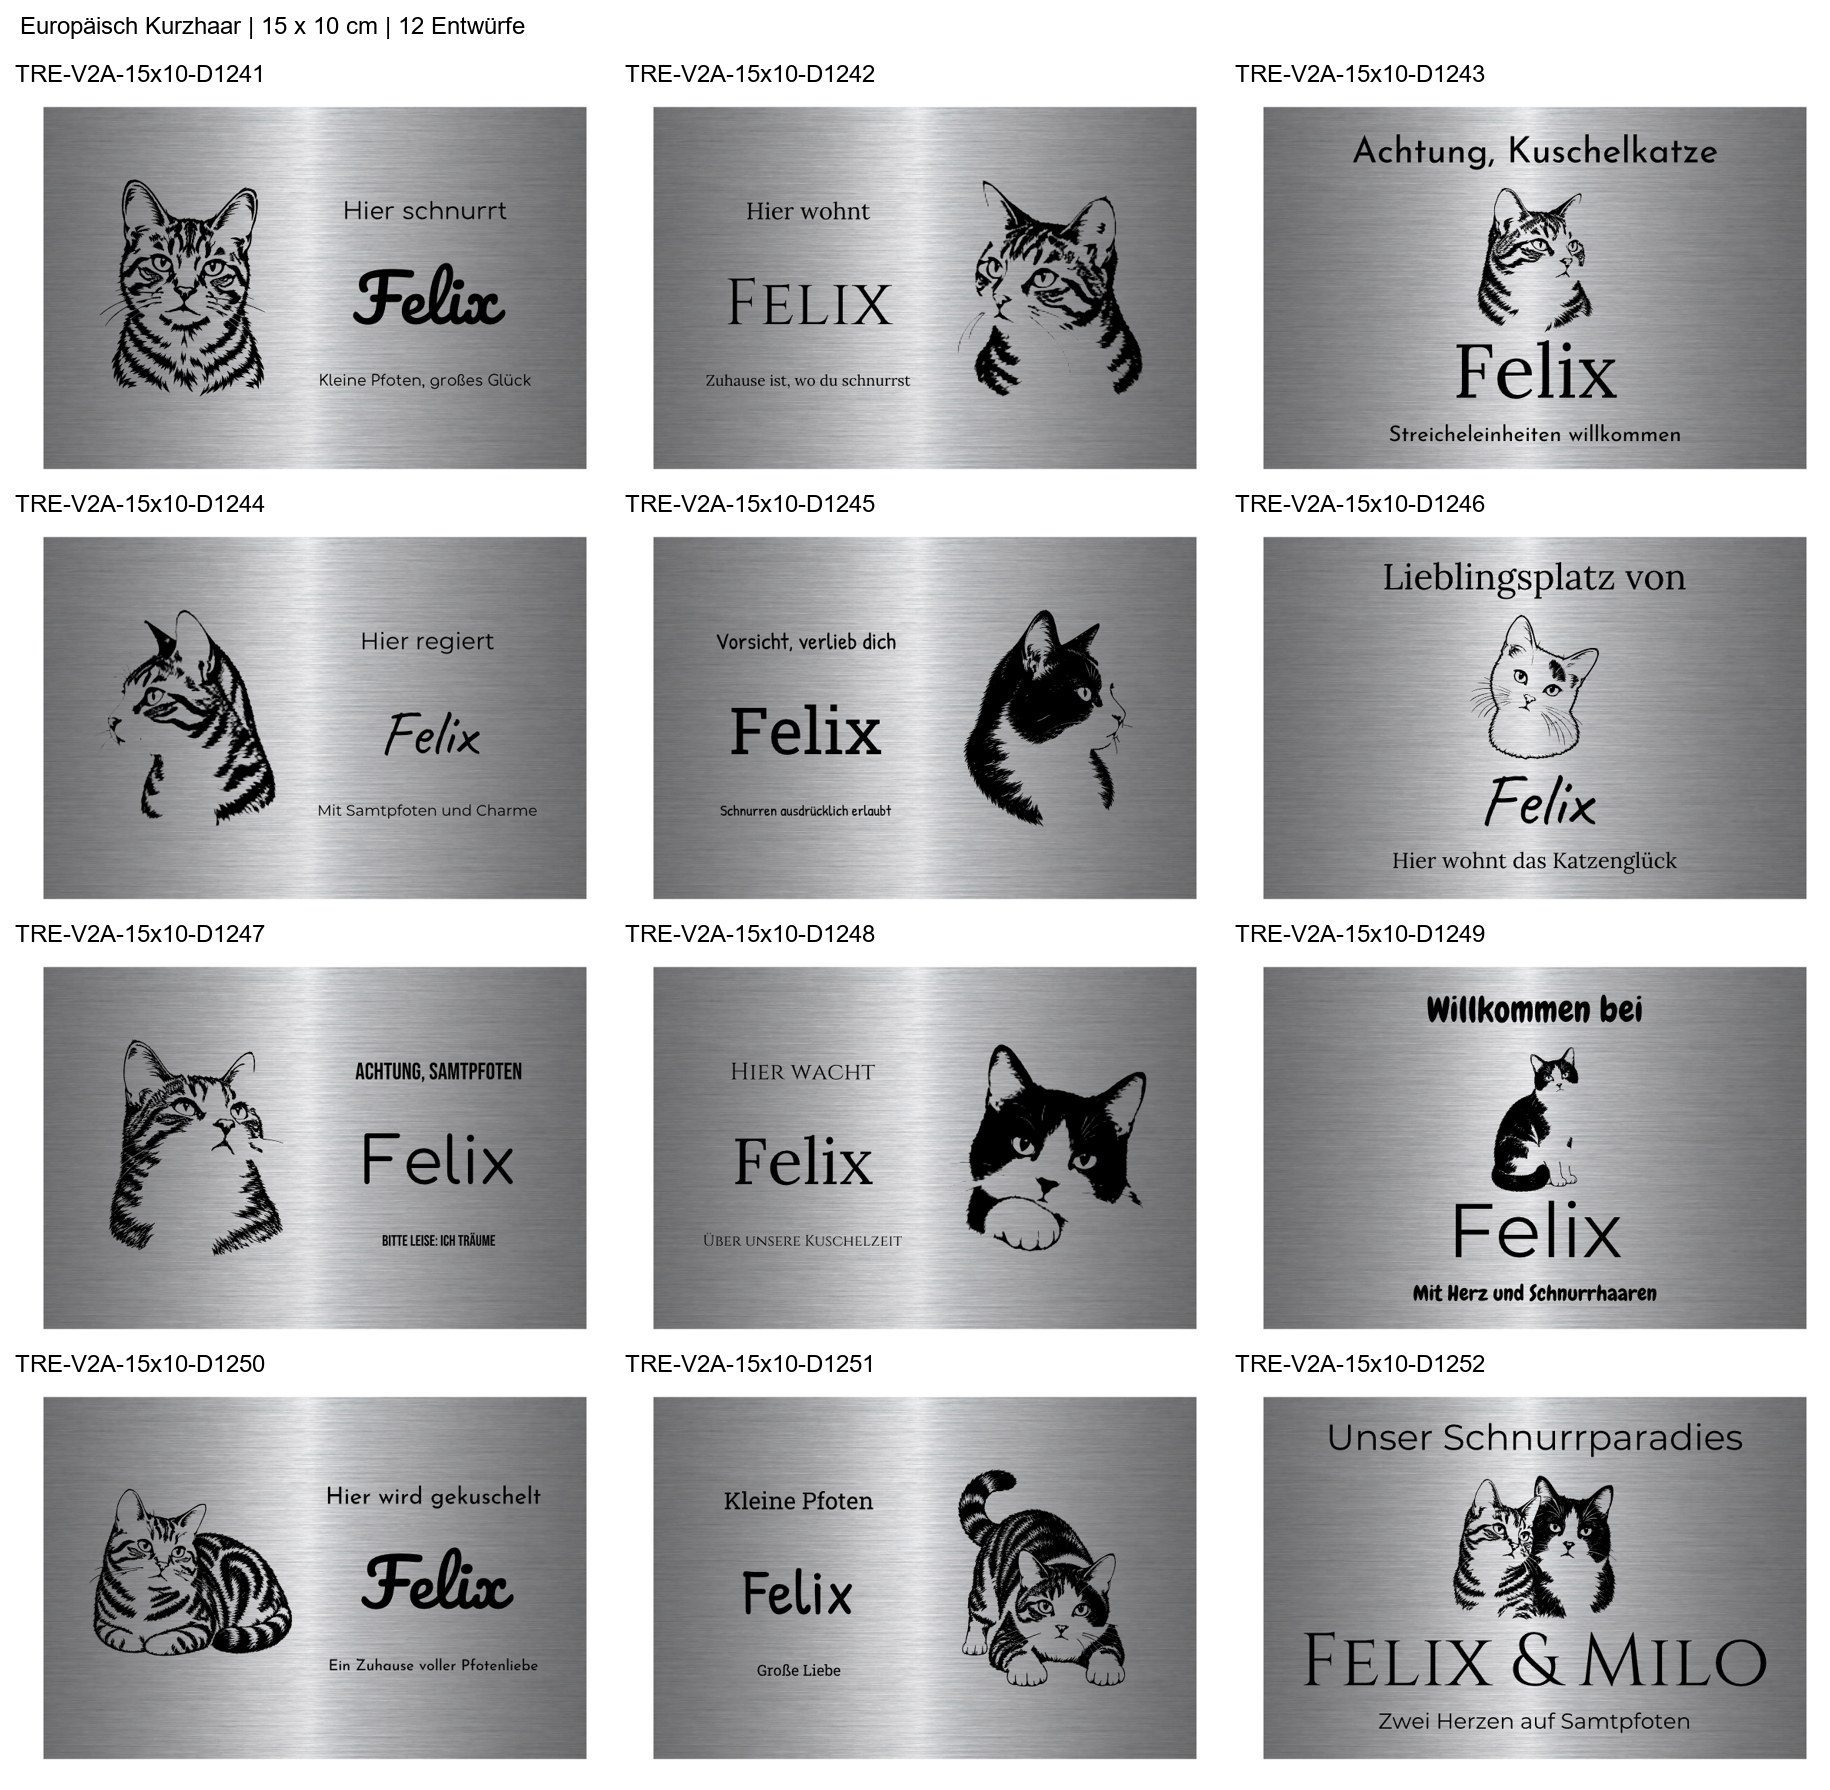 Europäisch Kurzhaar | 15 x 10 cm | 12 Entwürfe
TRE-V2A-15x10-D1241
Hier schnurrt
Felix
Kleine Pfoten, großes Glück
TRE-V2A-15x10-D1242
Hier wohnt
FELIX
Zuhause ist, wo du schnurrst
TRE-V2A-15x10-D1243
Achtung, Kuschelkatze
Felix
Streicheleinheiten willkommen
TRE-V2A-15x10-D1244
Hier regiert
Felix
Mit Samtpfoten und Charme
TRE-V2A-15x10-D1245
Vorsicht, verlieb dich
Felix
Schnurren ausdrücklich erlaubt
TRE-V2A-15x10-D1246
Lieblingsplatz von
Felix
Hier wohnt das Katzenglück
TRE-V2A-15x10-D1247
ACHTUNG, SAMTPFOTEN
Felix
BITTE LEISE: ICH TRÄUME
TRE-V2A-15x10-D1248
HIER WACHT
Felix
ÜBER UNSERE KUSCHELZEIT
TRE-V2A-15x10-D1249
Willkommen bei
Felix
Mit Herz und Schnurrhaaren
TRE-V2A-15x10-D1250
Hier wird gekuschelt
Felix
Ein Zuhause voller Pfotenliebe
TRE-V2A-15x10-D1251
Kleine Pfoten
Felix
Große Liebe
TRE-V2A-15x10-D1252
Unser Schnurrparadies
FELIX & MILO
Zwei Herzen auf Samtpfoten